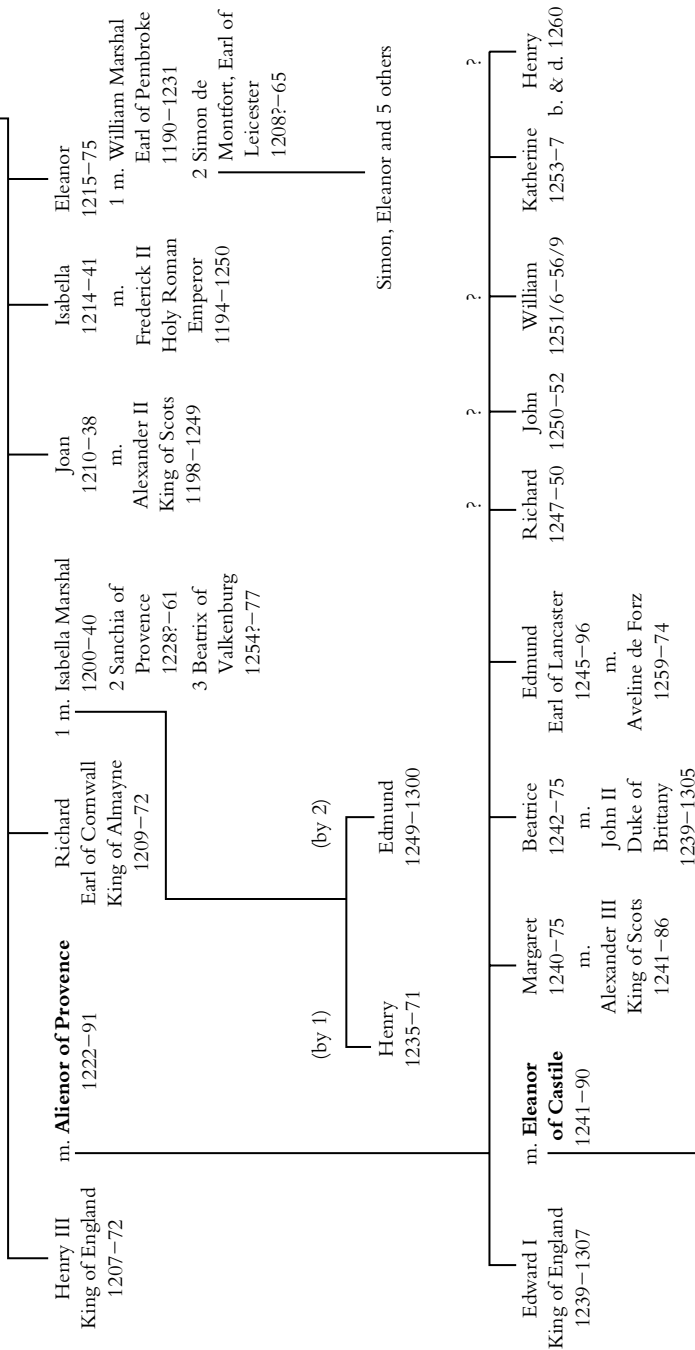 Henry III
King of England
1207–72
m. Alienor of Provence
1222–91
Richard
Earl of Cornwall
King of Almayne
1209–72
1 m. Isabella Marshal
1200–40
2 Sanchia of
Provence
1228?–61
3 Beatrix of
Valkenburg
1254?–77
Joan
1210–38
m.
Alexander II
King of Scots
1198–1249
Isabella
1214–41
m.
Frederick II
Holy Roman
Emperor
1194–1250
Eleanor
1215–75
1 m. William Marshal
Earl of Pembroke
1190–1231
2 Simon de
Montfort, Earl of
Leicester
1208?–65
(by 1)
Henry
1235–71
(by 2)
Edmund
1249–1300
Simon, Eleanor and 5 others
Edward I
King of England
1239–1307
m. Eleanor
of Castile
1241–90
Margaret
1240–75
m.
Alexander III
King of Scots
1241–86
Beatrice
1242–75
m.
John II
Duke of
Brittany
1239–1305
Edmund
Earl of Lancaster
1245–96
m.
Aveline de Forz
1259–74
?
Richard
1247–50
?
John
1250–52
?
William
1251/6–56/9
Katherine
1253–7
?
Henry
b. & d. 1260